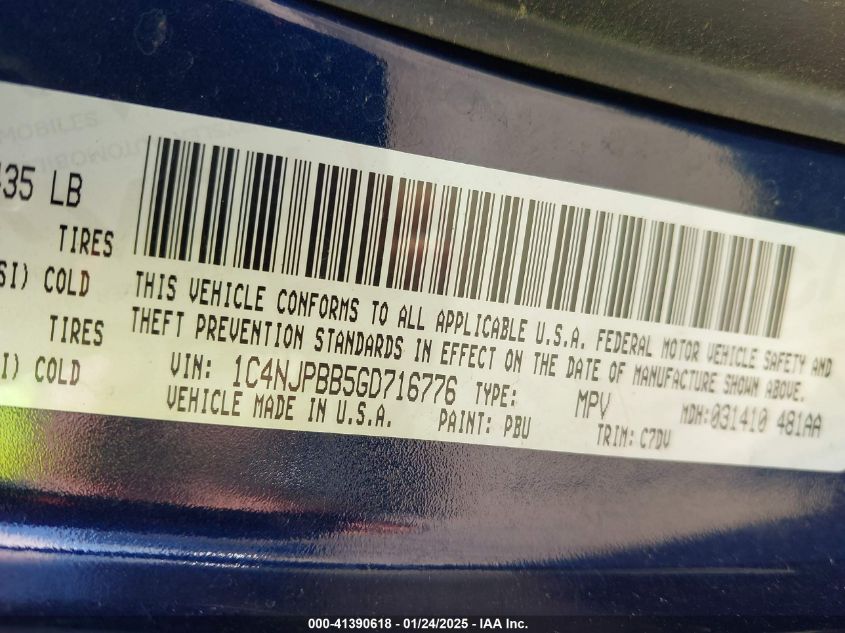 435 LB
TIRES
SI) COLD
TIRES
I) COLD
THIS VEHICLE CONFORMS TO ALL APPLICABLE U.S.A. FEDERAL MOTOR VEHICLE SAFETY AND
THEFT PREVENTION STANDARDS IN EFFECT ON THE DATE OF MANUFACTURE SHOWN ABOVE.
VIN: 1C4NJPBB5GD716776 TYPE: MPV MDH:031410 481AA
VEHICLE MADE IN U.S.A. PAINT: PBU TRIM: C7DV
000-41390618 - 01/24/2025 - IAA Inc.